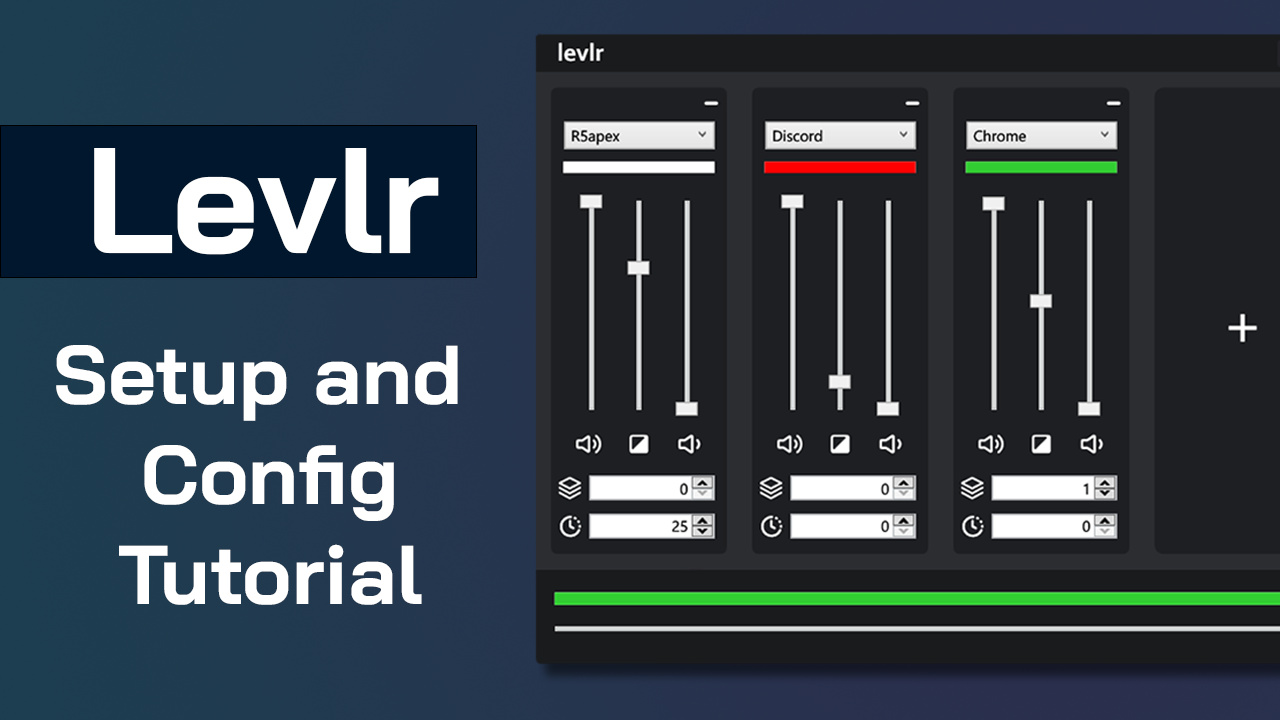 Levlr
Setup and
Config
Tutorial
levlr
R5apex
Discord
Chrome
0
0
1
25
0
0